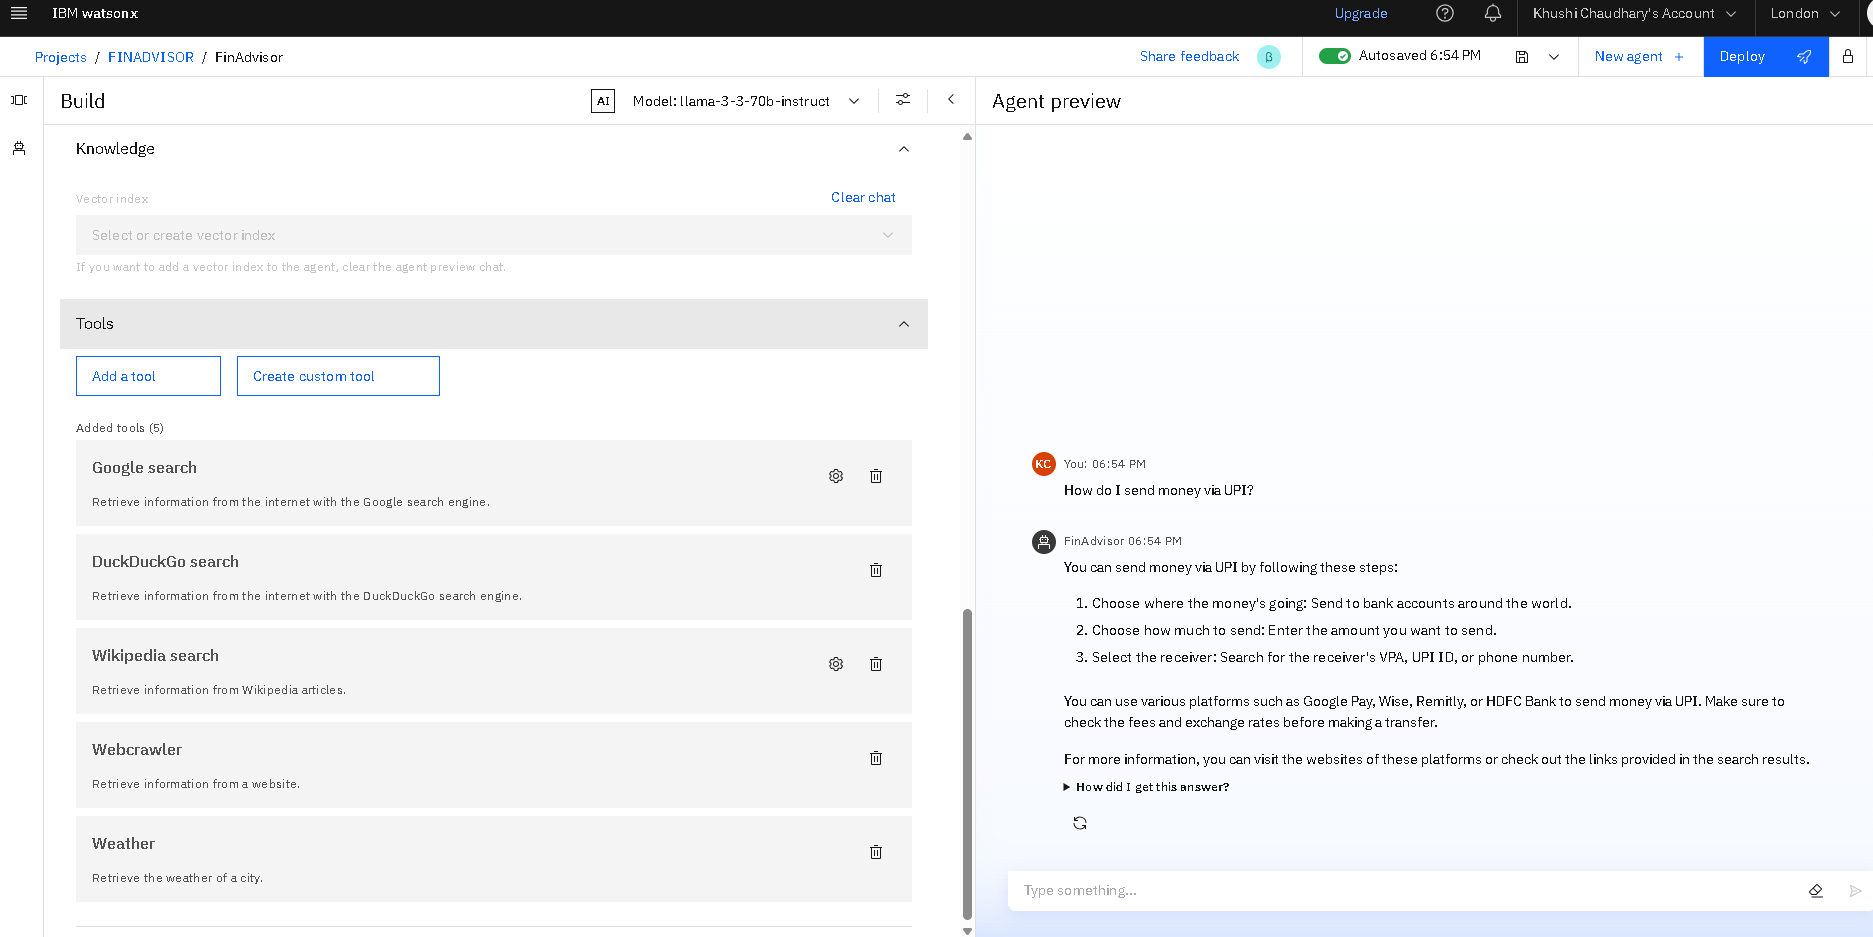 IBM watsonx
Upgrade
Khushi Chaudhary's Account
London
Projects / FINADVISOR / FinAdvisor
Share feedback
β
Autosaved 6:54 PM
New agent +
Deploy
Build
AI
Model: llama-3-3-70b-instruct
Agent preview
Knowledge
Vector index
Clear chat
Select or create vector index
If you want to add a vector index to the agent, clear the agent preview chat.
Tools
Add a tool
Create custom tool
Added tools (5)
Google search
Retrieve information from the internet with the Google search engine.
DuckDuckGo search
Retrieve information from the internet with the DuckDuckGo search engine.
Wikipedia search
Retrieve information from Wikipedia articles.
Webcrawler
Retrieve information from a website.
Weather
Retrieve the weather of a city.
KC
You: 06:54 PM
How do I send money via UPI?
FinAdvisor 06:54 PM
You can send money via UPI by following these steps:
1. Choose where the money's going: Send to bank accounts around the world.
2. Choose how much to send: Enter the amount you want to send.
3. Select the receiver: Search for the receiver's VPA, UPI ID, or phone number.
You can use various platforms such as Google Pay, Wise, Remitly, or HDFC Bank to send money via UPI. Make sure to
check the fees and exchange rates before making a transfer.
For more information, you can visit the websites of these platforms or check out the links provided in the search results.
How did I get this answer?
Type something...